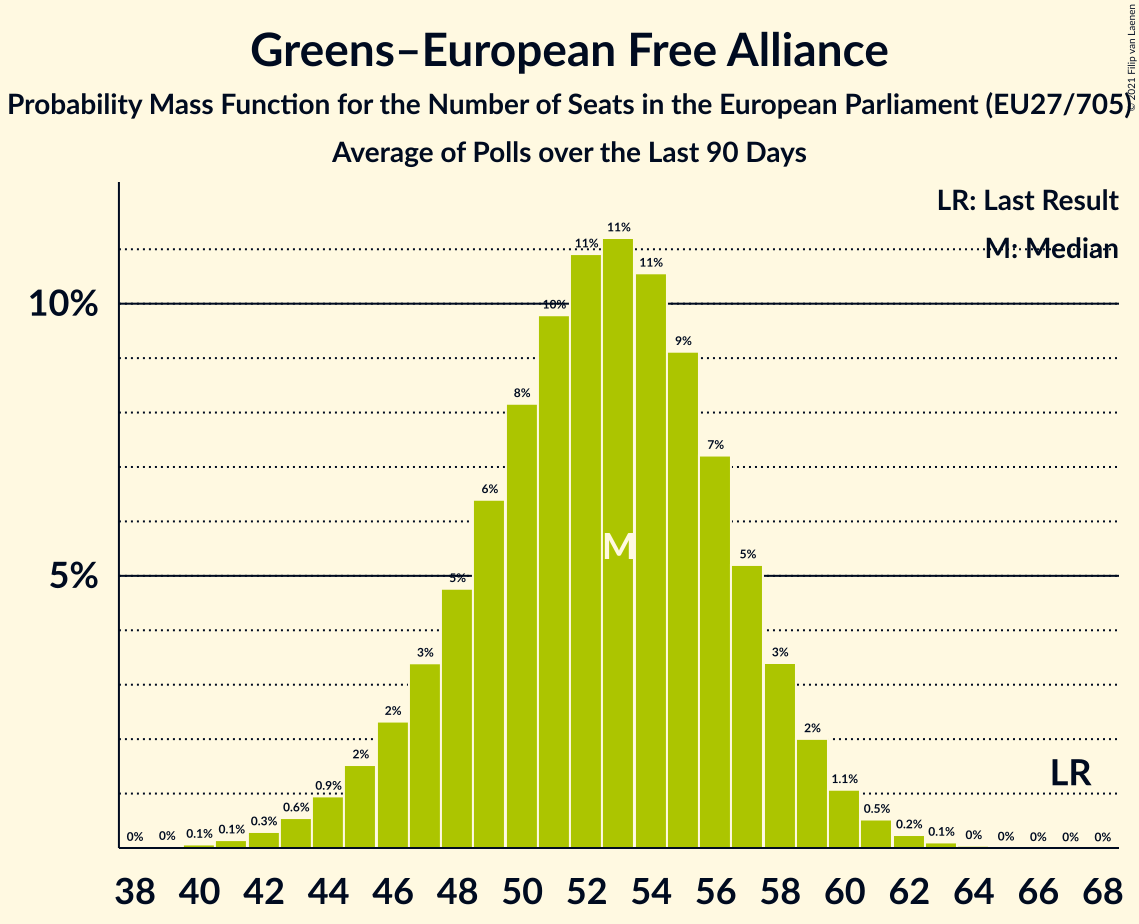 Greens–European Free Alliance
Probability Mass Function for the Number of Seats in the European Parliament (EU27/705)
Average of Polls over the Last 90 Days
© 2021 Filip van Laenen
LR: Last Result
M: Median
10%
5%
0% 0% 0.1% 0.1% 0.3% 0.6% 0.9% 2% 2% 3% 5% 6% 8% 10% 11% 11% 11% 9% 7% 5% 3% 2% 1.1% 0.5% 0.2% 0.1% 0% 0% 0% 0% 0%
M
LR
38 40 42 44 46 48 50 52 54 56 58 60 62 64 66 68